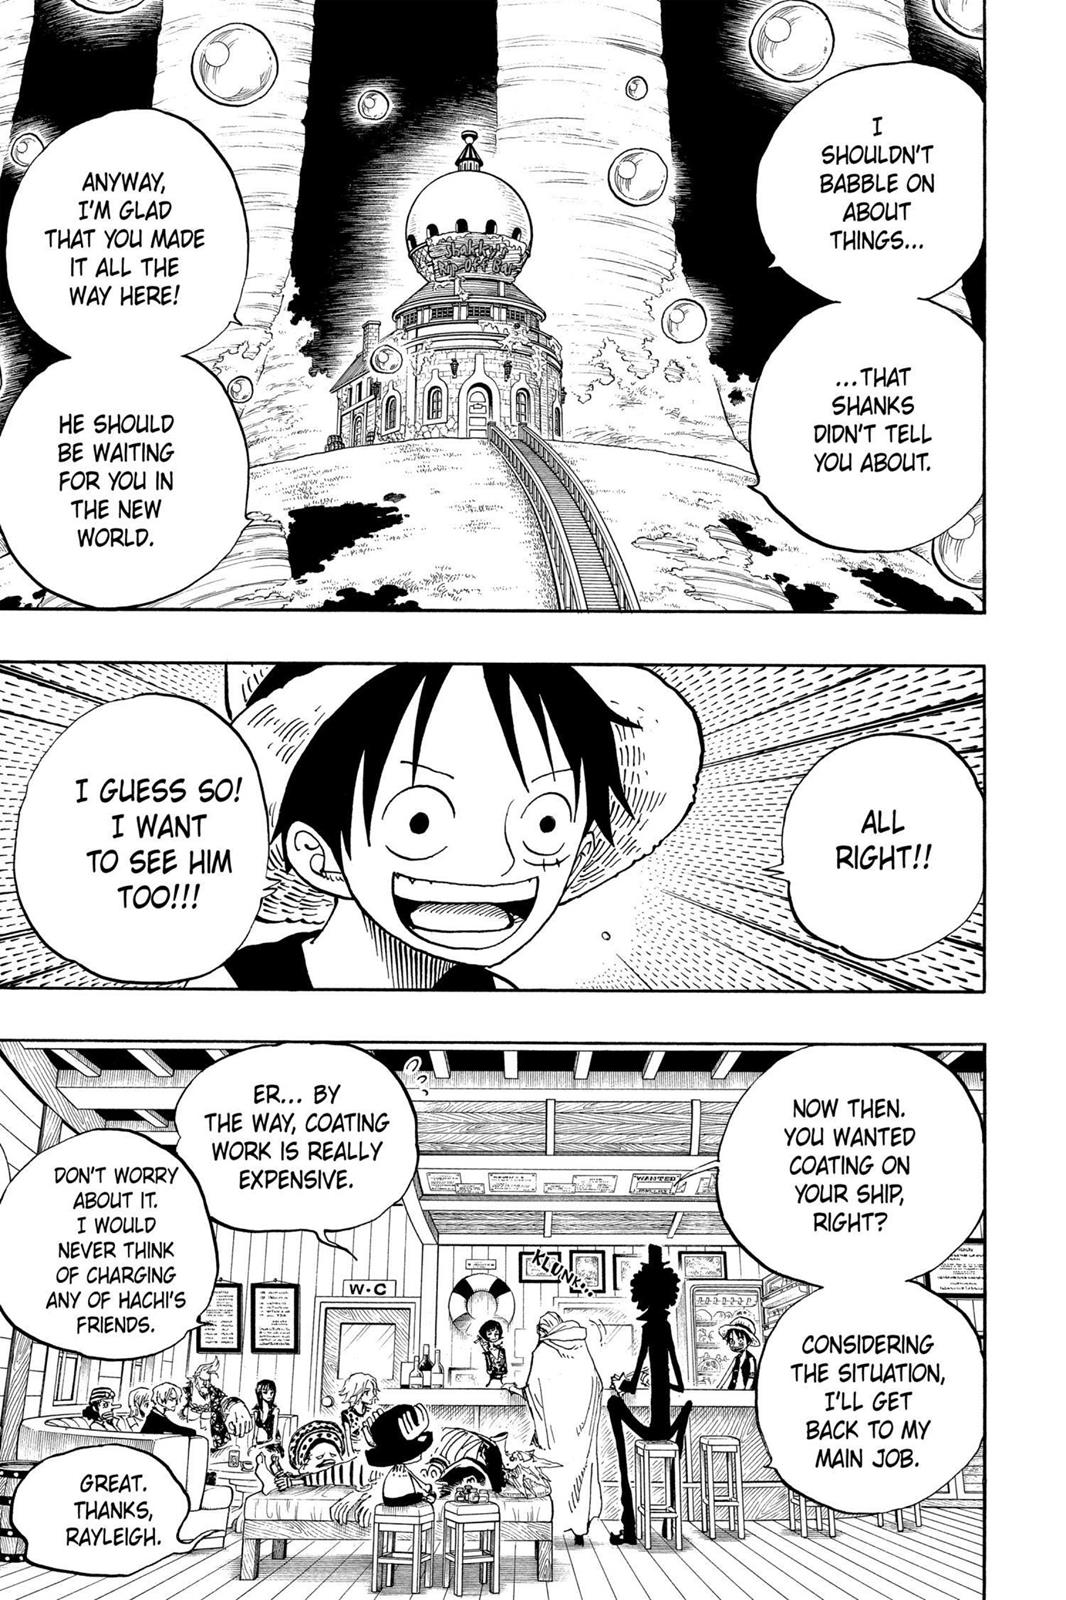 I
SHOULDN'T
BABBLE ON
ABOUT
THINGS...
...THAT
SHANKS
DIDN'T TELL
YOU ABOUT.
ANYWAY,
I'M GLAD
THAT YOU MADE
IT ALL THE
WAY HERE!
HE SHOULD
BE WAITING
FOR YOU IN
THE NEW
WORLD.
Shakky's
Rip-Off Bar
ALL
RIGHT!!
I GUESS SO!
I WANT
TO SEE HIM
TOO!!!
NOW THEN.
YOU WANTED
COATING ON
YOUR SHIP,
RIGHT?
CONSIDERING
THE SITUATION,
I'LL GET
BACK TO MY
MAIN JOB.
WANTED
KLUNK...
W·C
ER... BY
THE WAY, COATING
WORK IS REALLY
EXPENSIVE.
DON'T WORRY
ABOUT IT.
I WOULD
NEVER THINK
OF CHARGING
ANY OF HACHI'S
FRIENDS.
GREAT.
THANKS,
RAYLEIGH.